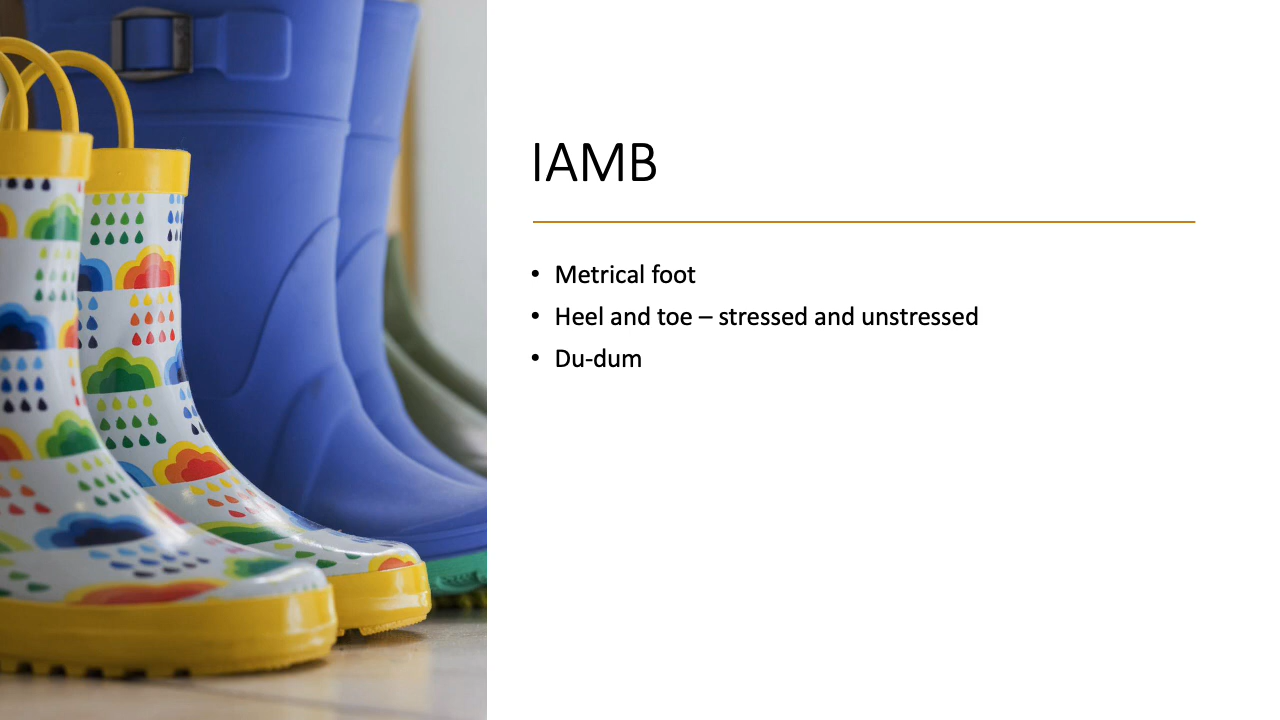 IAMB
• Metrical foot
• Heel and toe – stressed and unstressed
• Du-dum